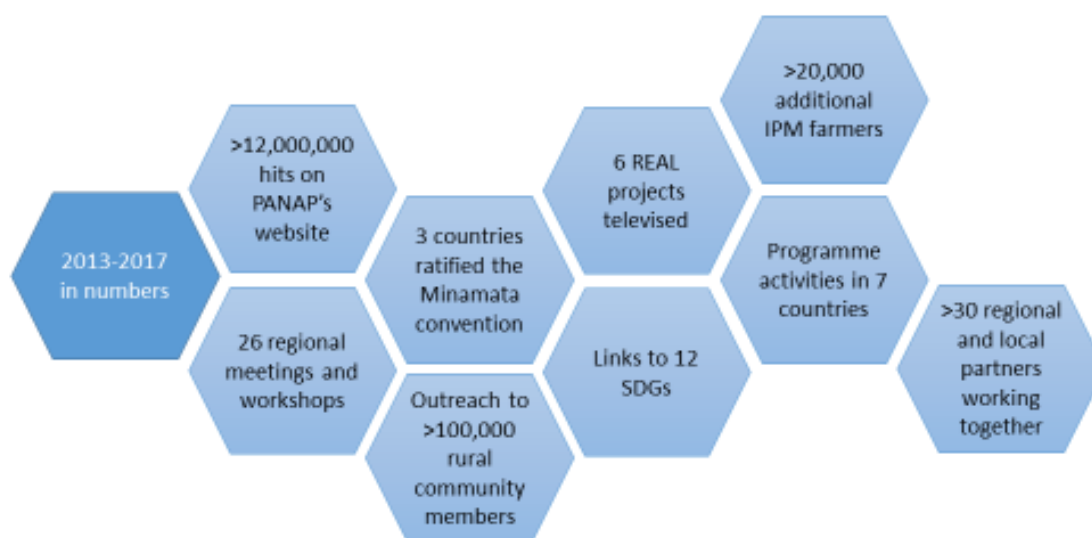 2013-2017
in numbers
>12,000,000
hits on
PANAP's
website
26 regional
meetings and
workshops
3 countries
ratified the
Minamata
convention
Outreach to
>100,000
rural
community
members
6 REAL
projects
televised
Links to 12
SDGs
>20,000
additional
IPM farmers
Programme
activities in 7
countries
>30 regional
and local
partners
working
together